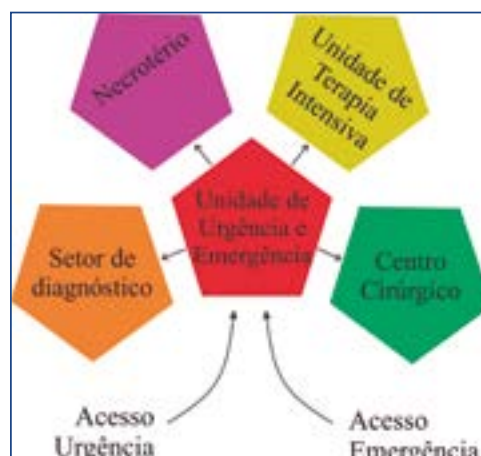 Necrotério
Unidade de
Terapia
Intensiva
Unidade de
Urgência e
Emergência
Setor de
diagnóstico
Centro
Cirúrgico
Acesso
Urgência
Acesso
Emergência